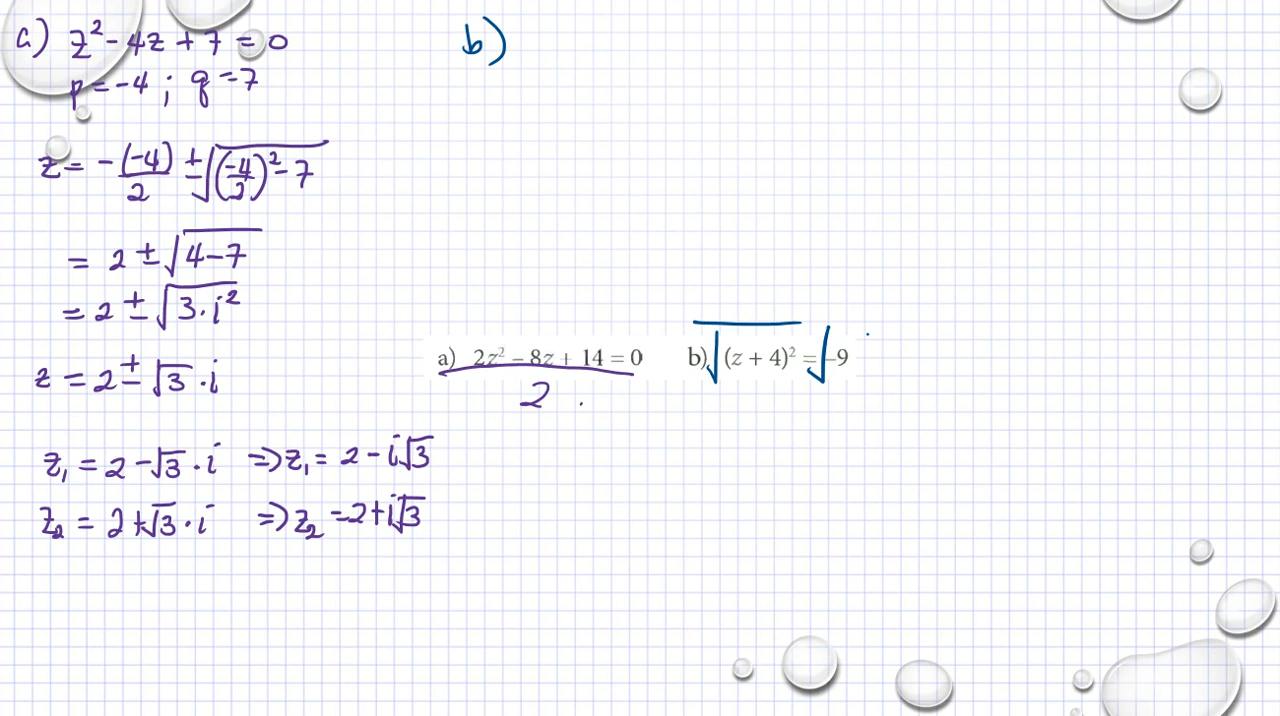 a) z² - 4z + 7 = 0
p = -4 ; q = 7
z = -(-4)/2 ± √((-4/2)² - 7)
= 2 ± √(4-7)
= 2 ± √(3·i²)
z = 2 ± √3 · i
z₁ = 2 - √3 · i ⇒ z₁ = 2 - i√3
z₂ = 2 + √3 · i ⇒ z₂ = 2 + i√3
b)
a) 2z² − 8z + 14 = 0
2
b) √(z + 4)² = √−9